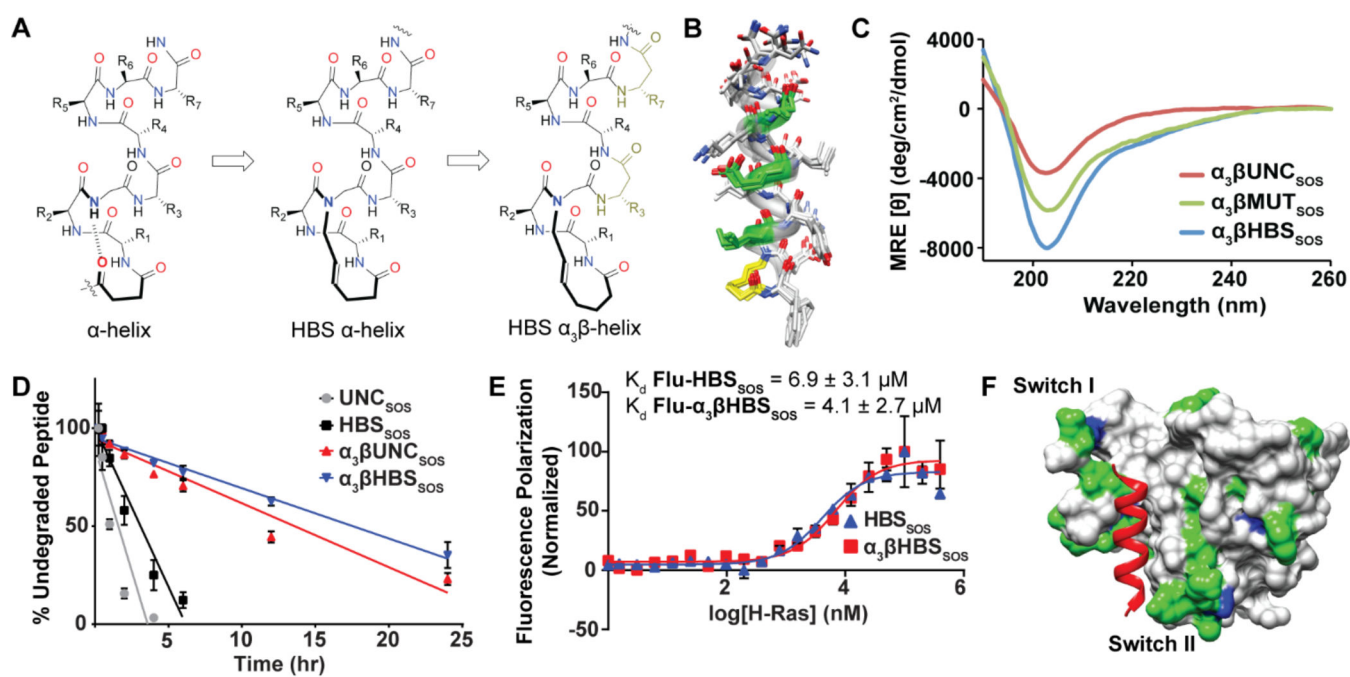 A
B
C
D
E
F
O
HN
R6
N
H
R7
R5
NH
R4
R2
R3
R1
α-helix
HBS α-helix
HBS α3β-helix
4000
0
-4000
-8000
MRE [θ] (deg/cm2/dmol)
α3βUNCSOS
α3βMUTSOS
α3βHBSSOS
200
220
240
260
Wavelength (nm)
100
50
0
% Undegraded Peptide
UNCSOS
HBSSOS
α3βUNCSOS
α3βHBSSOS
5
10
15
20
25
Time (hr)
Kd Flu-HBSSOS = 6.9 ± 3.1 µM
Kd Flu-α3βHBSSOS = 4.1 ± 2.7 µM
150
100
50
0
-50
Fluorescence Polarization
(Normalized)
HBSSOS
α3βHBSSOS
2
4
6
log[H-Ras] (nM)
Switch I
Switch II